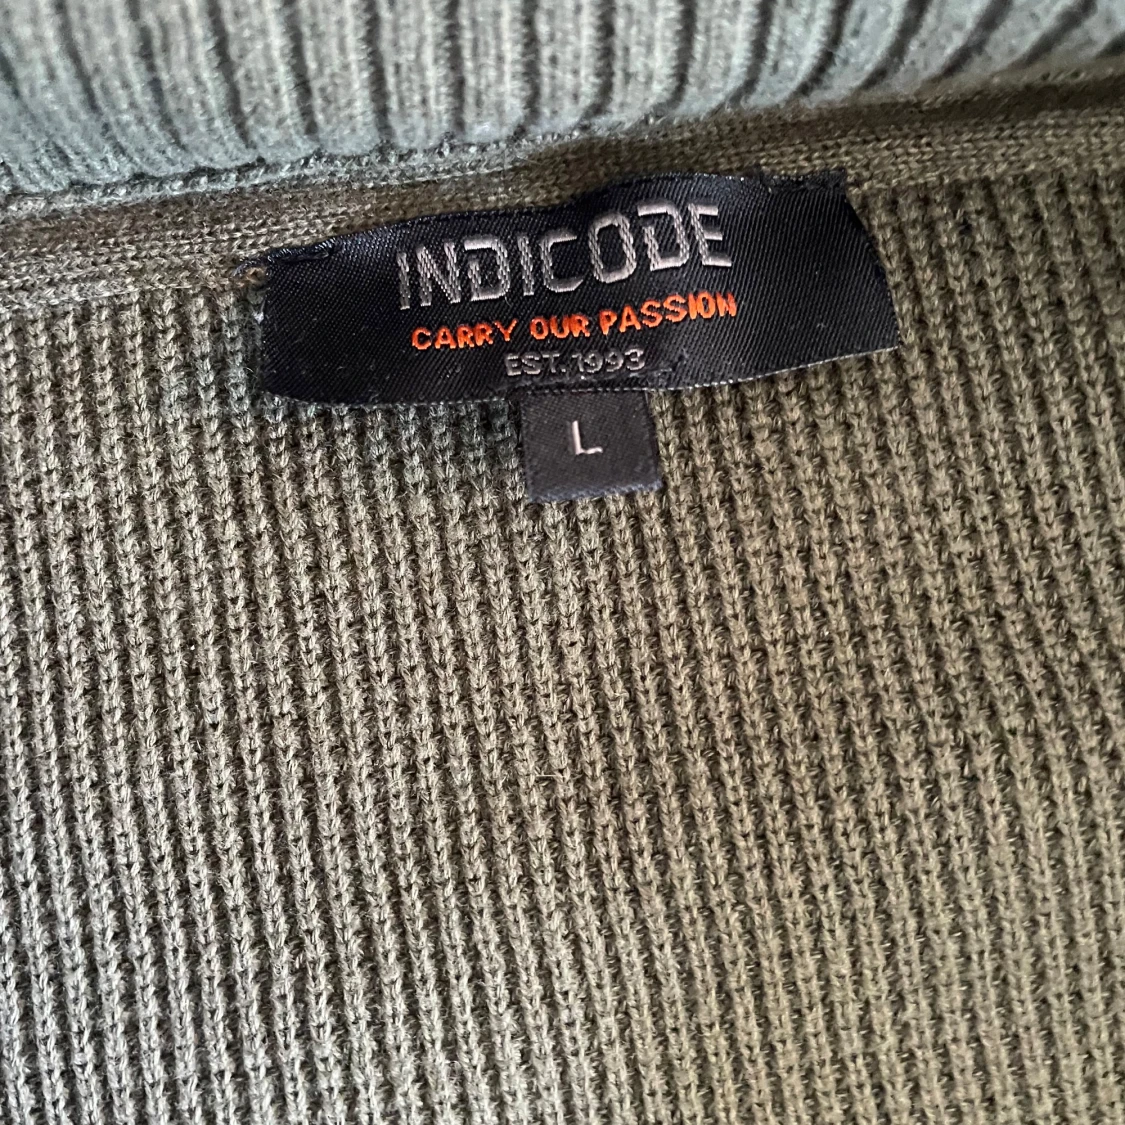 INDICODE
CARRY OUR PASSION
EST. 1993
L